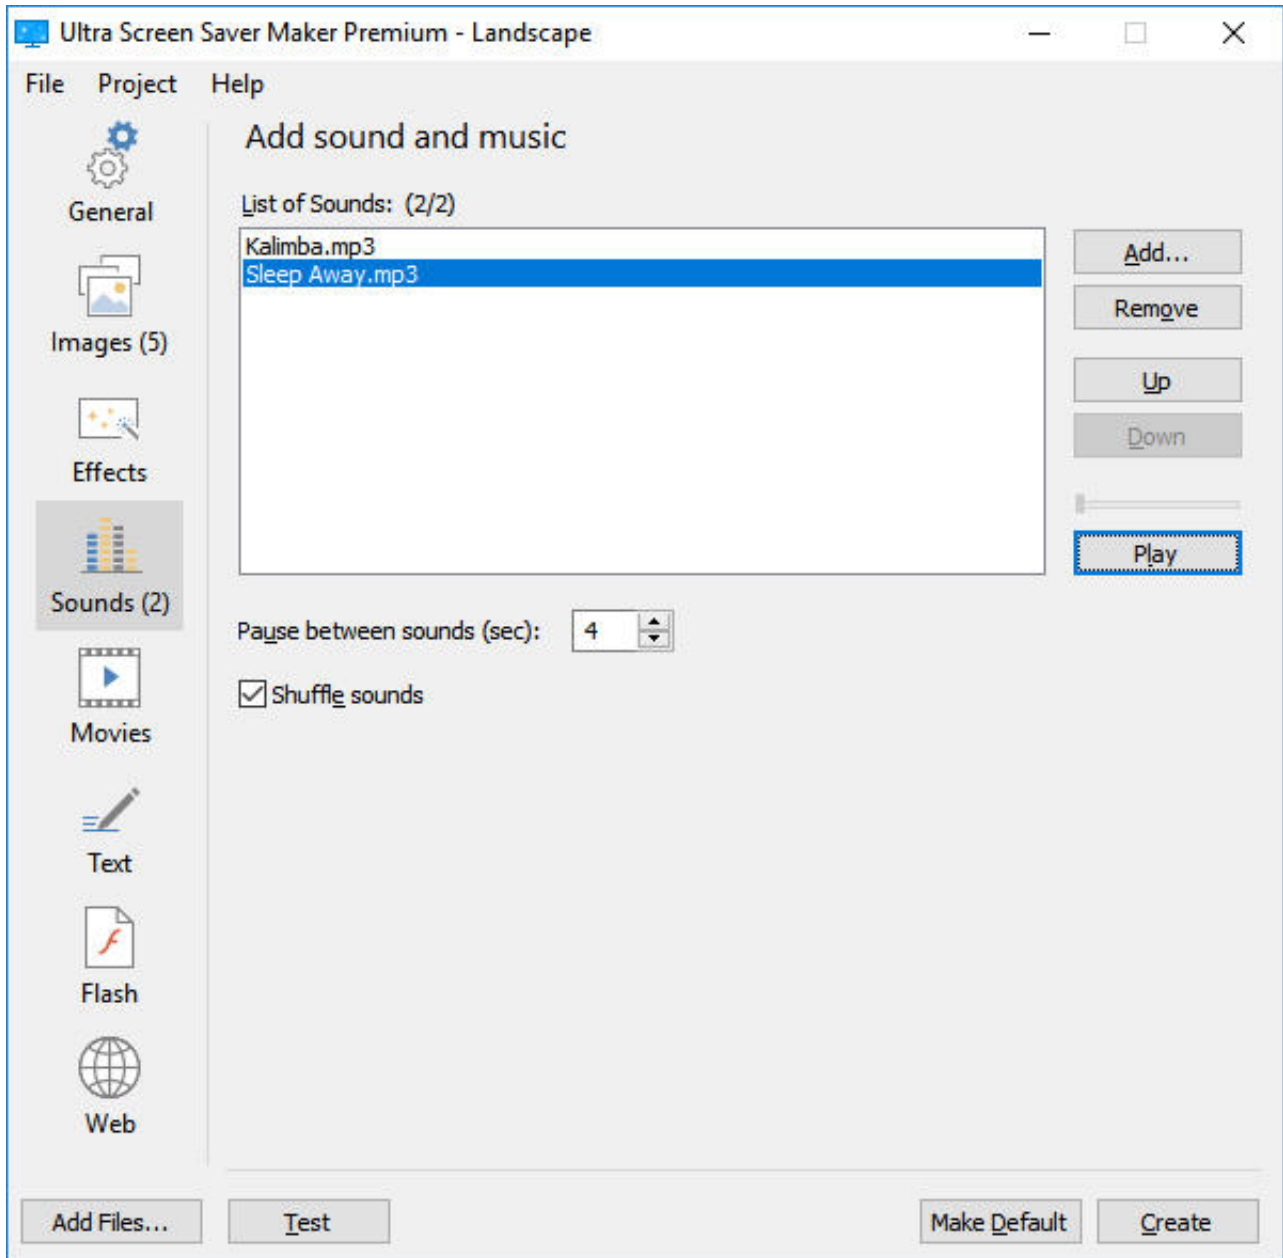 Ultra Screen Saver Maker Premium - Landscape
File Project Help
General
Images (5)
Effects
Sounds (2)
Movies
Text
Flash
Web
Add sound and music
List of Sounds: (2/2)
Kalimba.mp3
Sleep Away.mp3
Add...
Remove
Up
Down
Play
Pause between sounds (sec): 4
Shuffle sounds
Add Files... Test Make Default Create